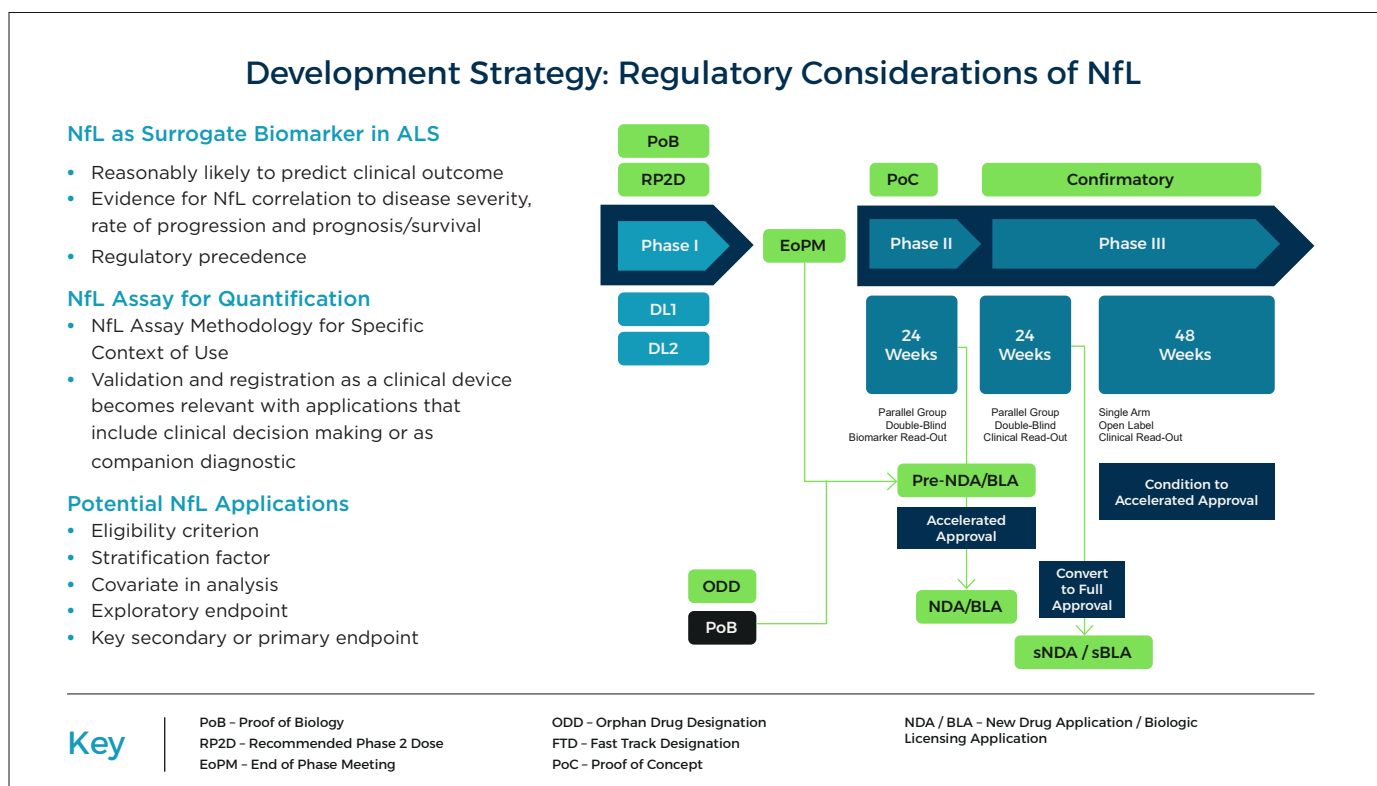 Development Strategy: Regulatory Considerations of NfL
NfL as Surrogate Biomarker in ALS
• Reasonably likely to predict clinical outcome
• Evidence for NfL correlation to disease severity,
rate of progression and prognosis/survival
• Regulatory precedence
NfL Assay for Quantification
• NfL Assay Methodology for Specific
Context of Use
• Validation and registration as a clinical device
becomes relevant with applications that
include clinical decision making or as
companion diagnostic
Potential NfL Applications
• Eligibility criterion
• Stratification factor
• Covariate in analysis
• Exploratory endpoint
• Key secondary or primary endpoint
PoB
RP2D
Phase I
DL1
DL2
EoPM
PoC
Confirmatory
Phase II
Phase III
24
Weeks
24
Weeks
48
Weeks
Parallel Group
Double-Blind
Biomarker Read-Out
Parallel Group
Double-Blind
Clinical Read-Out
Single Arm
Open Label
Clinical Read-Out
Pre-NDA/BLA
Condition to
Accelerated Approval
Accelerated
Approval
ODD
PoB
NDA/BLA
Convert
to Full
Approval
sNDA / sBLA
Key
PoB – Proof of Biology
RP2D – Recommended Phase 2 Dose
EoPM – End of Phase Meeting
ODD – Orphan Drug Designation
FTD – Fast Track Designation
PoC – Proof of Concept
NDA / BLA – New Drug Application / Biologic
Licensing Application